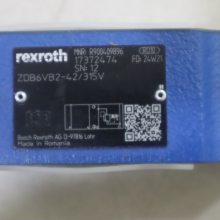 rexroth
MNR: R900409896
17372474
FD: 24W21
SN: 12
ZDB6VB2-42/315V
Bosch Rexroth AG D-97816 Lohr
Made in Romania